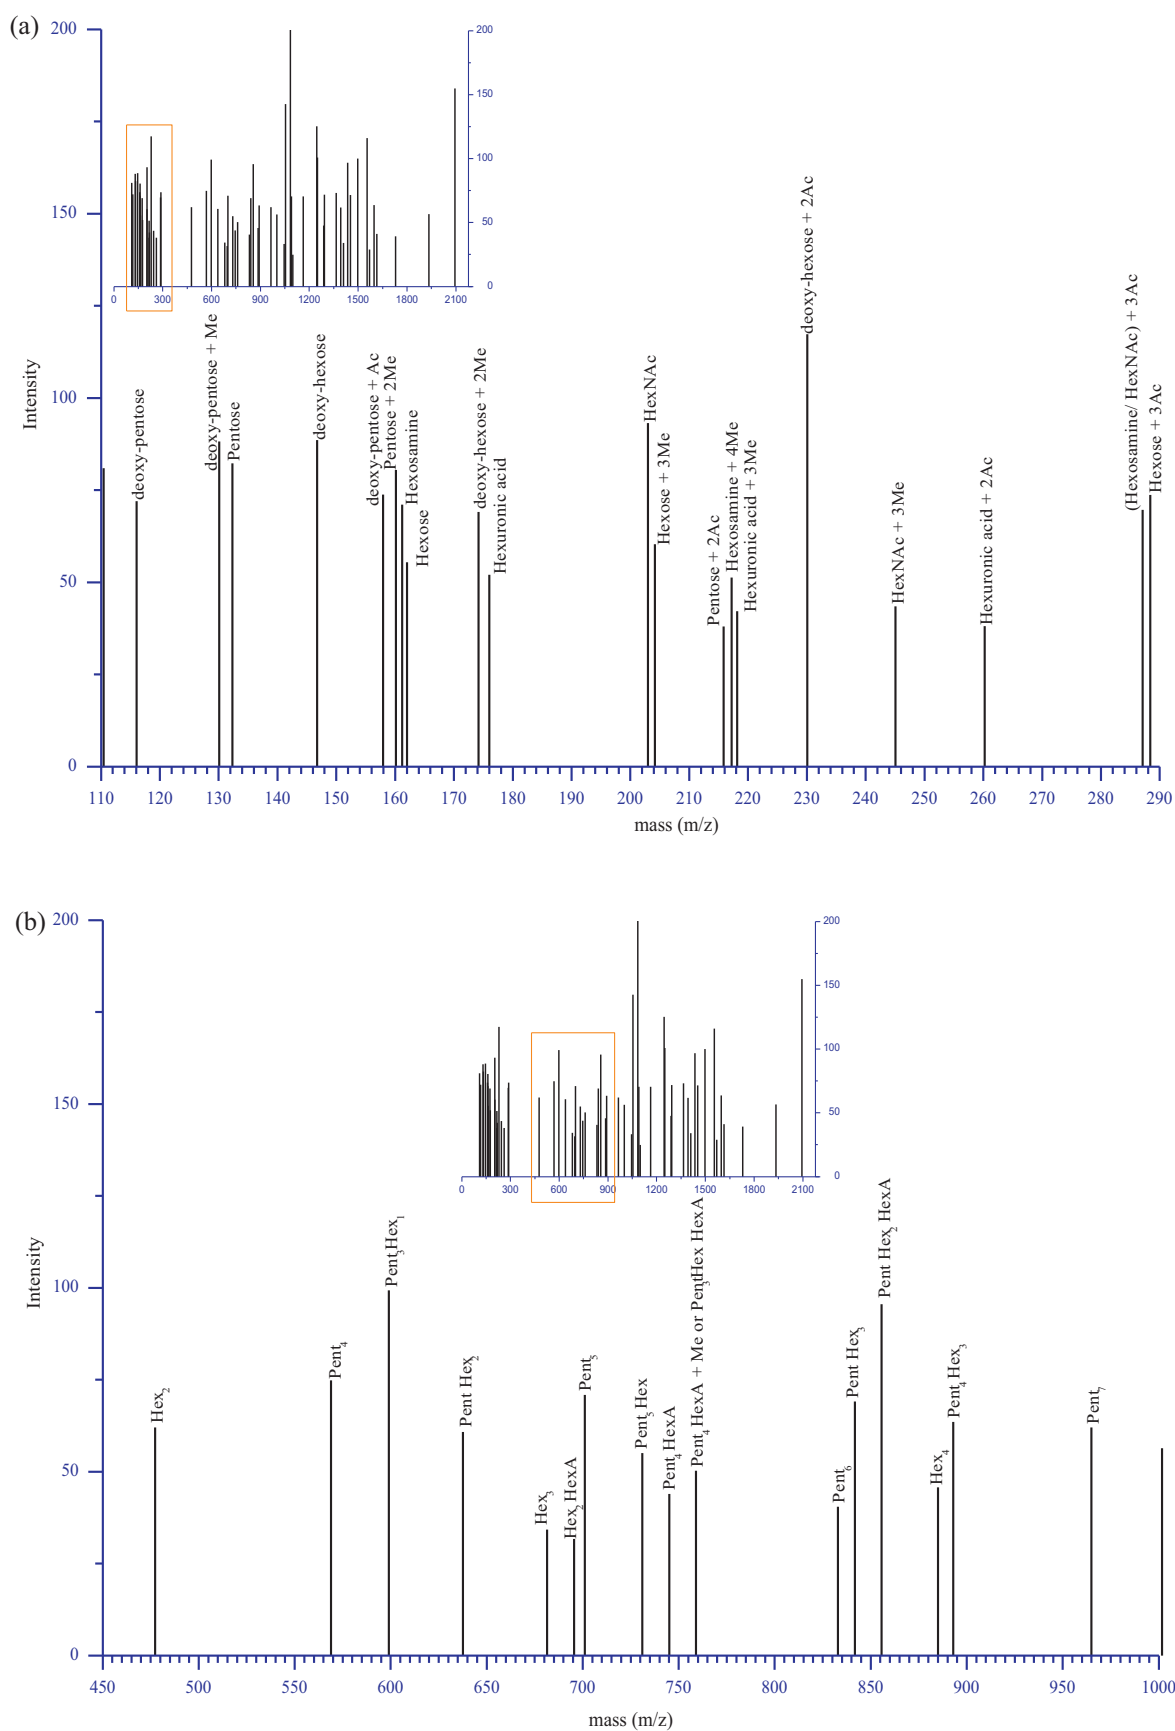 (a)
200
150
100
50
0
Intensity
200
150
100
50
0
0 300 600 900 1200 1500 1800 2100
deoxy-pentose
deoxy-pentose + Me
Pentose
deoxy-hexose
deoxy-pentose + Ac
Pentose + 2Me
Hexosamine
Hexose
deoxy-hexose + 2Me
Hexuronic acid
HexNAc
Hexose + 3Me
Pentose + 2Ac
Hexosamine + 4Me
Hexuronic acid + 3Me
deoxy-hexose + 2Ac
HexNAc + 3Me
Hexuronic acid + 2Ac
(Hexosamine/ HexNAc) + 3Ac
Hexose + 3Ac
110 120 130 140 150 160 170 180 190 200 210 220 230 240 250 260 270 280 290
mass (m/z)
(b)
200
150
100
50
0
Intensity
200
150
100
50
0
0 300 600 900 1200 1500 1800 2100
Hex₂
Pent₄
Pent₃Hex₁
Pent Hex₂
Hex₃
Hex₂ HexA
Pent₅
Pent₅ Hex
Pent₄ HexA
Pent₄ HexA + Me or Pent₃Hex HexA
Pent₆
Pent Hex₃
Pent Hex₂ HexA
Hex₄
Pent₄ Hex₃
Pent₇
450 500 550 600 650 700 750 800 850 900 950 1000
mass (m/z)